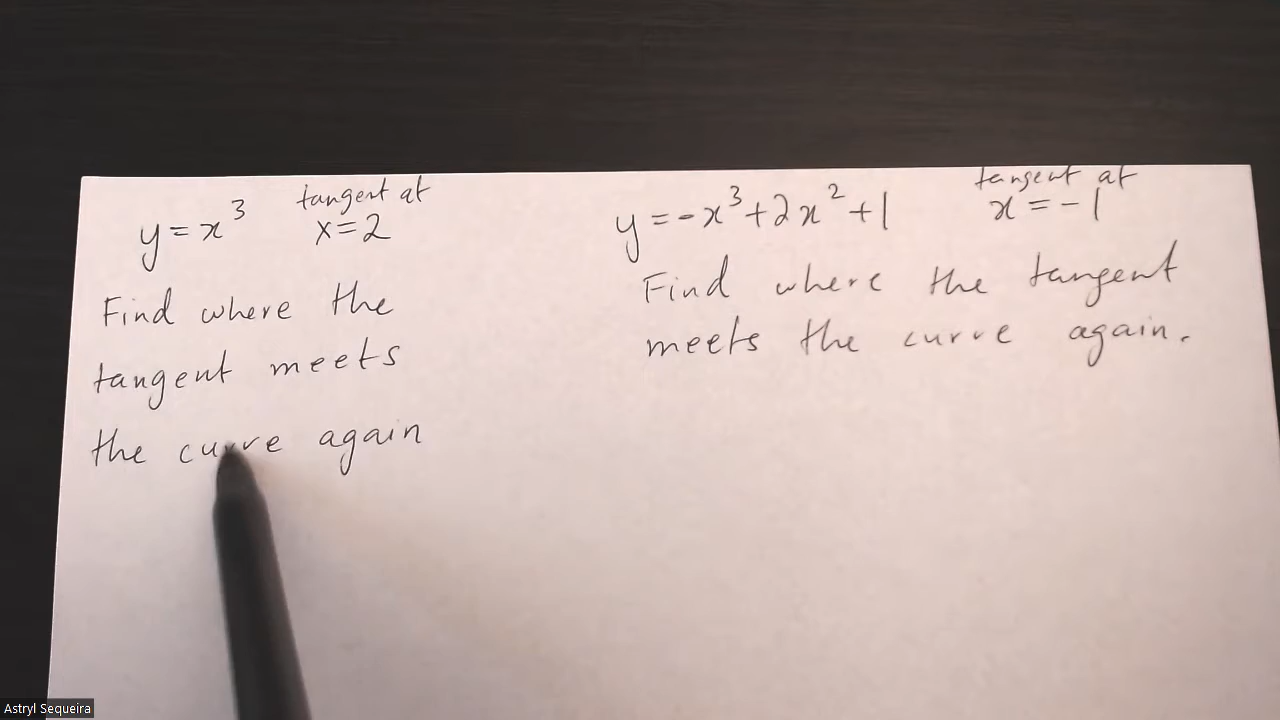 tangent at
y = x³ x = 2
Find where the
tangent meets
the curve again
tangent at
y = -x³ + 2x² + 1 x = -1
Find where the tangent
meets the curve again.
Astryl Sequeira